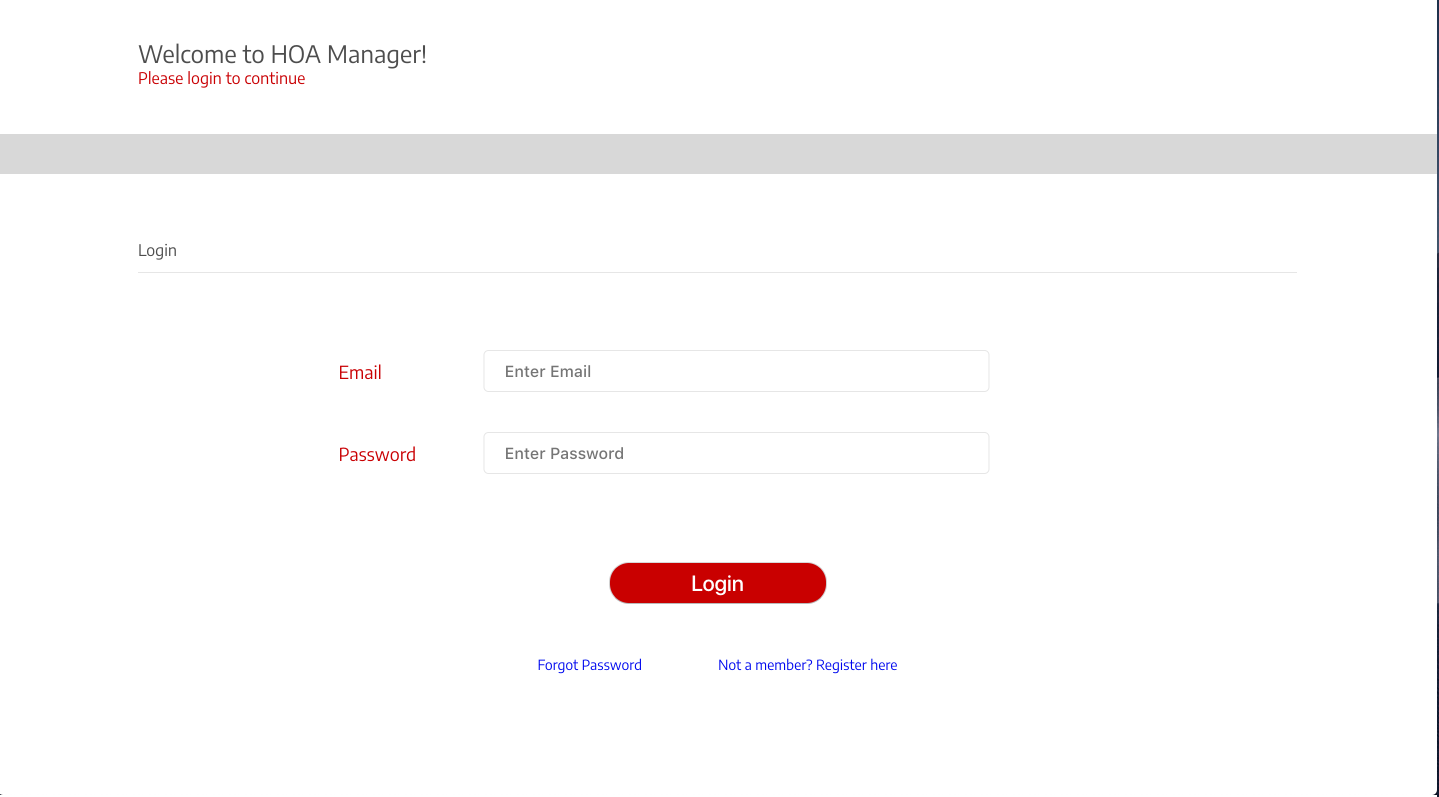 Welcome to HOA Manager!
Please login to continue
Login
Email
Enter Email
Password
Enter Password
Login
Forgot Password
Not a member? Register here